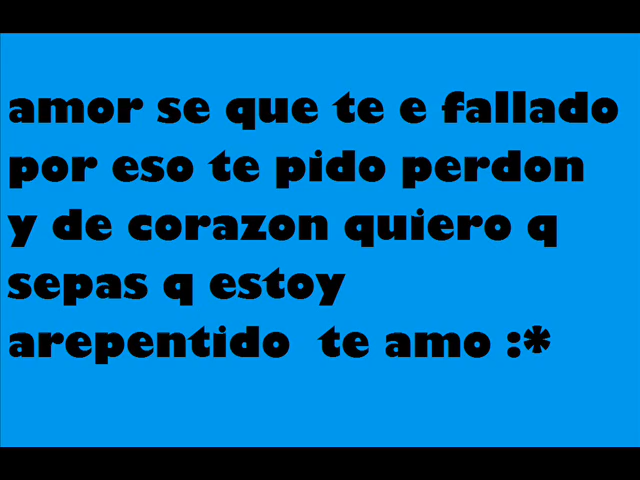 amor se que te e fallado
por eso te pido perdon
y de corazon quiero q
sepas q estoy
arepentido te amo :*